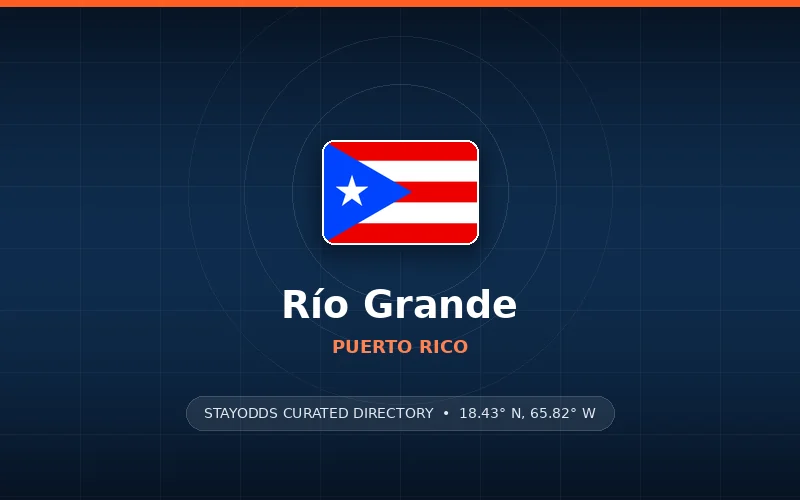 Río Grande
PUERTO RICO
STAYODDS CURATED DIRECTORY • 18.43° N, 65.82° W